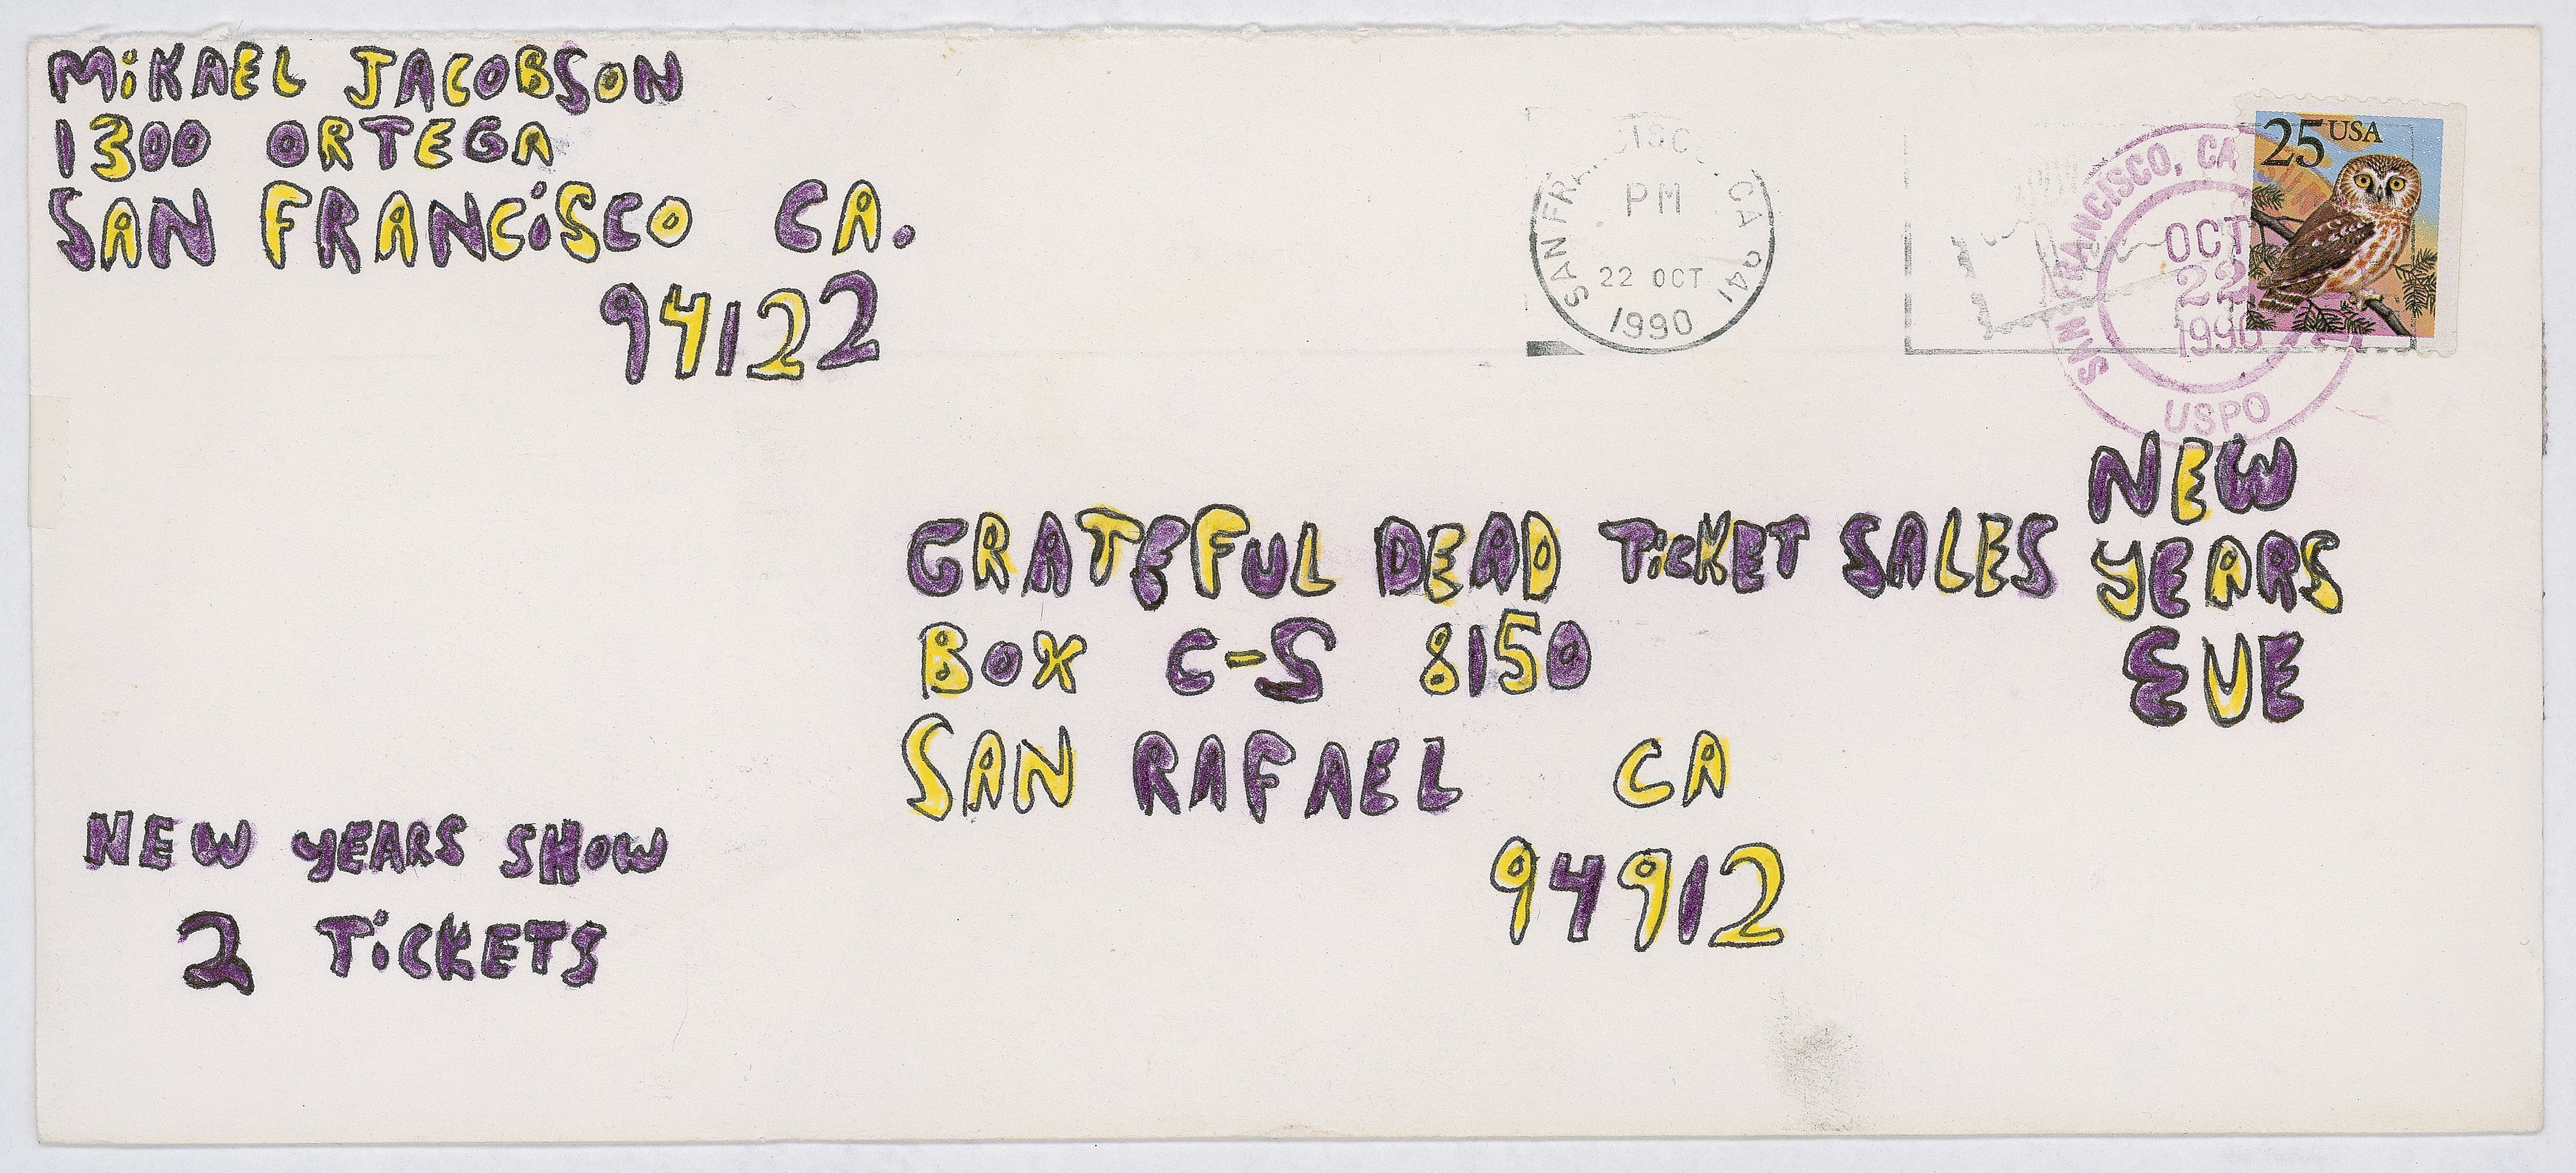 MiKAEL JACOBSON
1300 ORTEGA
SAN FRANCiSCO CA.
94122
SAN FRANCISCO, CA 941
PM
22 OCT
1990
SAN FRANCISCO, CA
OCT
22
1990
USPO
25 USA
NEW
YEARS
EVE
GRATEFUL DEAD TiCKET SALES
BOX C-S 8150
SAN RAFAEL CA
94912
NEW YEARS SHOW
2 TiCKETS